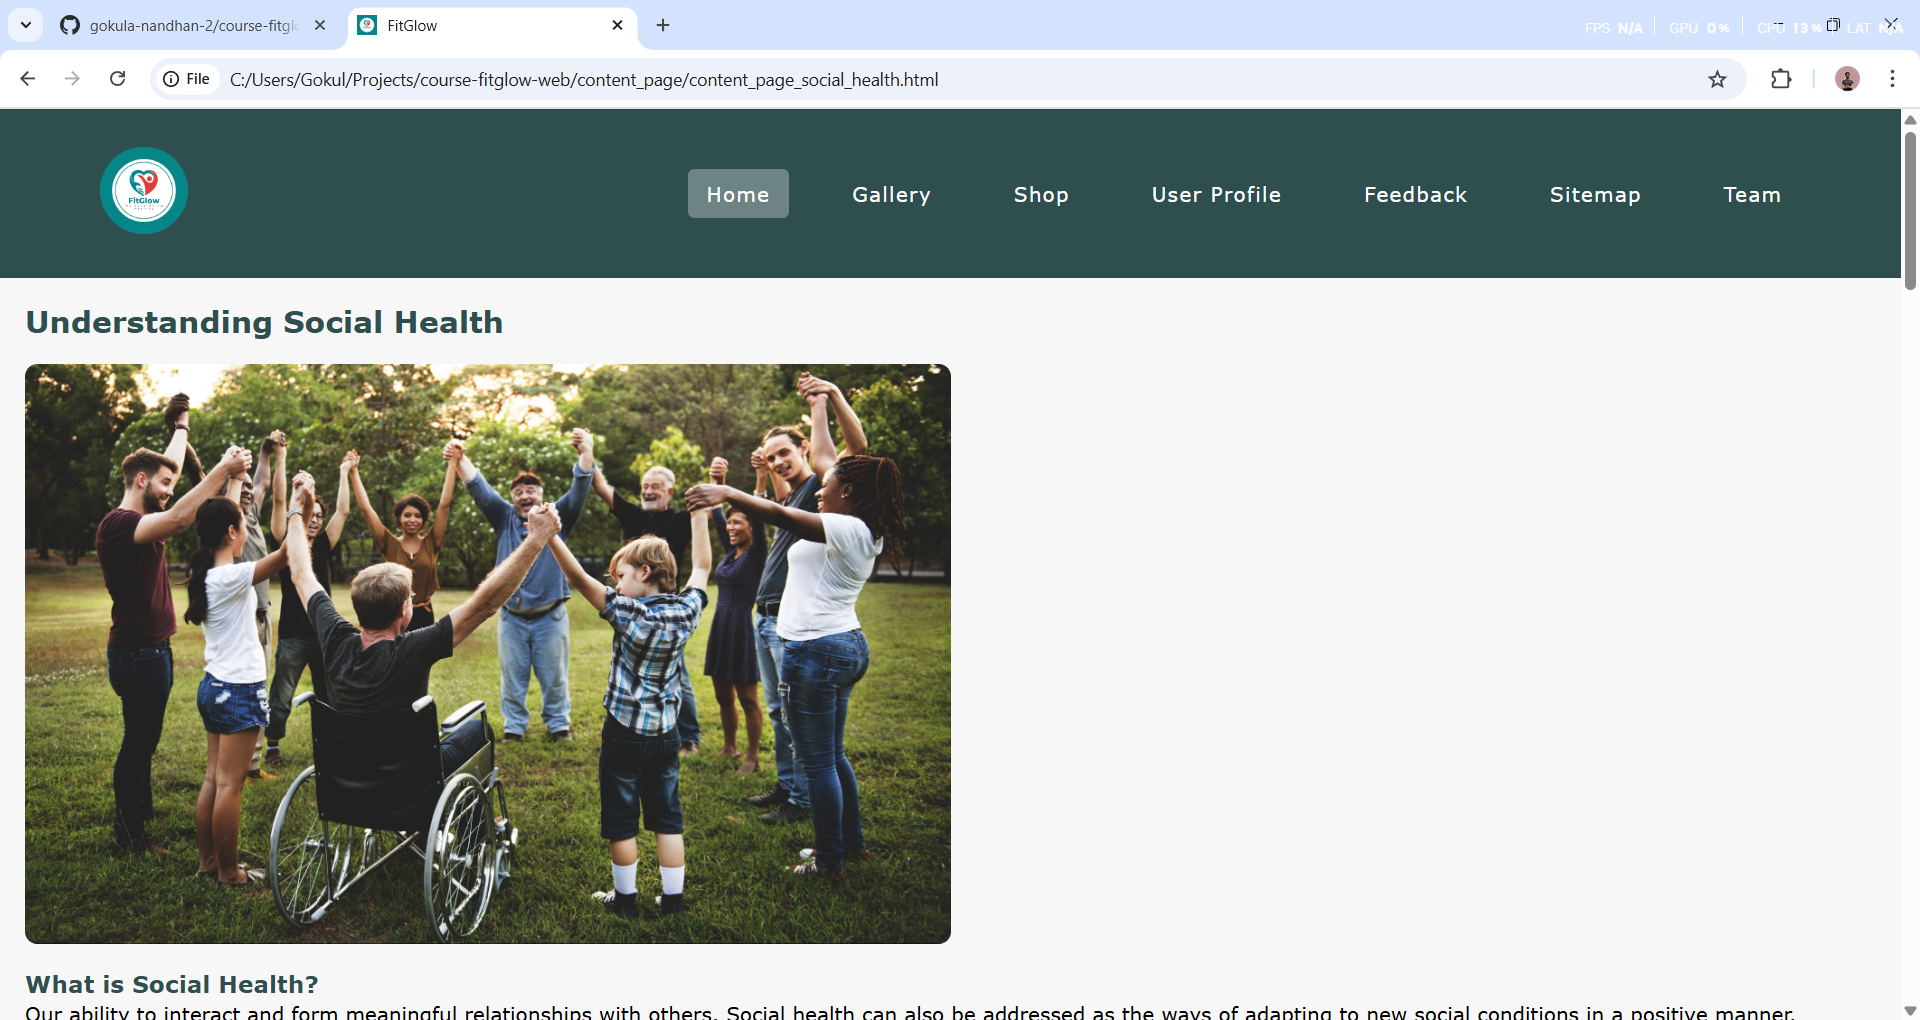 gokula-nandhan-2/course-fitglo
FitGlow
FPS N/A GPU 0% CPU 13% LAT N/A
File
C:/Users/Gokul/Projects/course-fitglow-web/content_page/content_page_social_health.html
FitGlow
Home
Gallery
Shop
User Profile
Feedback
Sitemap
Team
Understanding Social Health
What is Social Health?
Our ability to interact and form meaningful relationships with others. Social health can also be addressed as the ways of adapting to new social conditions in a positive manner.